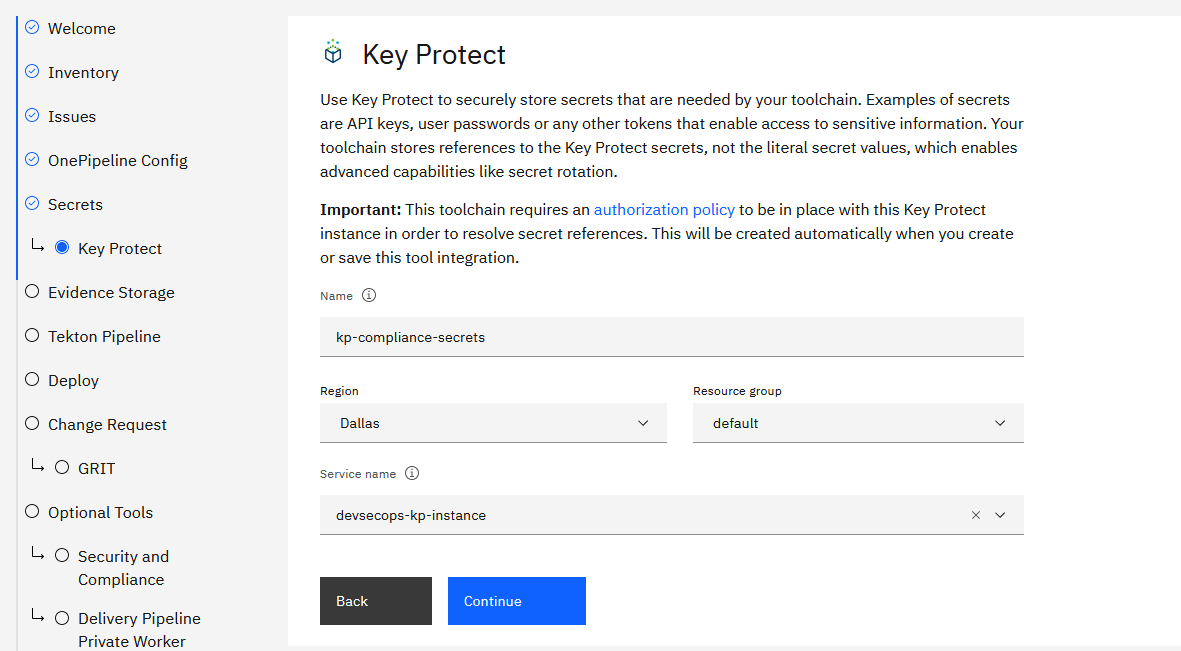 Welcome
Inventory
Issues
OnePipeline Config
Secrets
Key Protect
Evidence Storage
Tekton Pipeline
Deploy
Change Request
GRIT
Optional Tools
Security and
Compliance
Delivery Pipeline
Private Worker
Key Protect
Use Key Protect to securely store secrets that are needed by your toolchain. Examples of secrets
are API keys, user passwords or any other tokens that enable access to sensitive information. Your
toolchain stores references to the Key Protect secrets, not the literal secret values, which enables
advanced capabilities like secret rotation.
Important: This toolchain requires an authorization policy to be in place with this Key Protect
instance in order to resolve secret references. This will be created automatically when you create
or save this tool integration.
Name
kp-compliance-secrets
Region
Resource group
Dallas
default
Service name
devsecops-kp-instance
Back
Continue